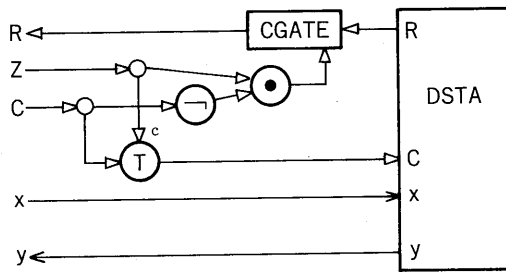 R CGATE R
Z
DSTA
C ¬ •
c
T C
x x
y y